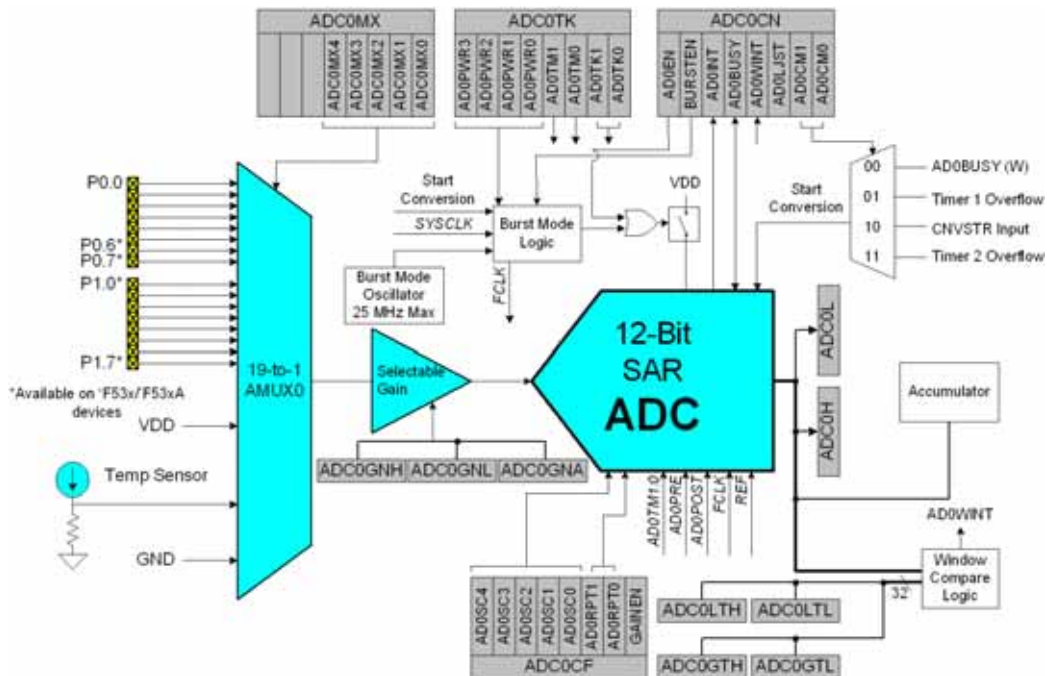 ADC0MX
ADC0TK
ADC0CN
ADC0MX4
ADC0MX3
ADC0MX2
ADC0MX1
ADC0MX0
AD0PWR3
AD0PWR2
AD0PWR1
AD0PWR0
AD0TM1
AD0TM0
AD0TK1
AD0TK0
AD0EN
BURSTEN
AD0INT
AD0BUSY
AD0WINT
AD0LJST
AD0CM1
AD0CM0
P0.0
P0.6*
P0.7*
P1.0*
P1.7*
*Available on 'F53x/'F53xA
devices
VDD
Temp Sensor
GND
19-to-1
AMUX0
Start
Conversion
SYSCLK
Burst Mode
Logic
Burst Mode
Oscillator
25 MHz Max
FCLK
VDD
Start
Conversion
00
01
10
11
AD0BUSY (W)
Timer 1 Overflow
CNVSTR Input
Timer 2 Overflow
Selectable
Gain
ADC0GNH
ADC0GNL
ADC0GNA
12-Bit
SAR
ADC
ADC0L
ADC0H
Accumulator
AD0TM1:0
AD0PRE
AD0POST
FCLK
REF
AD0WINT
Window
Compare
Logic
32
ADC0LTH
ADC0LTL
ADC0GTH
ADC0GTL
AD0SC4
AD0SC3
AD0SC2
AD0SC1
AD0SC0
AD0RPT1
AD0RPT0
GAINEN
ADC0CF